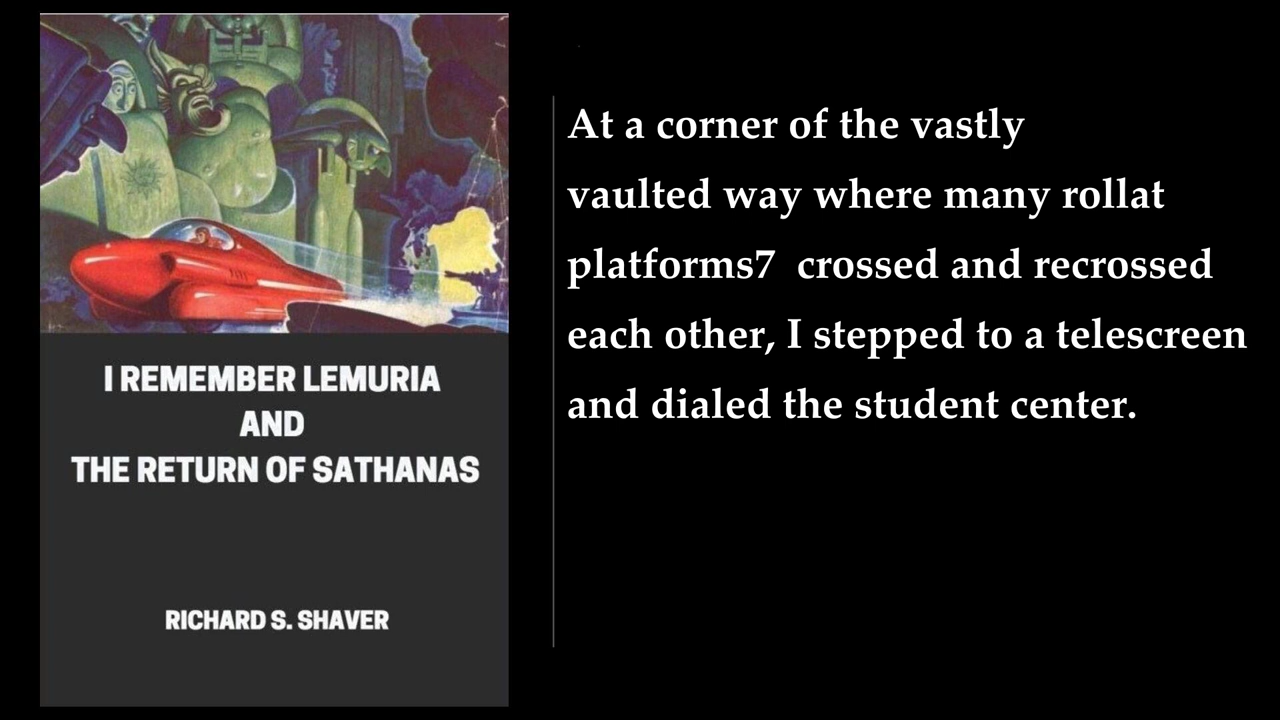 I REMEMBER LEMURIA
AND
THE RETURN OF SATHANAS
RICHARD S. SHAVER
At a corner of the vastly
vaulted way where many rollat
platforms7  crossed and recrossed
each other, I stepped to a telescreen
and dialed the student center.